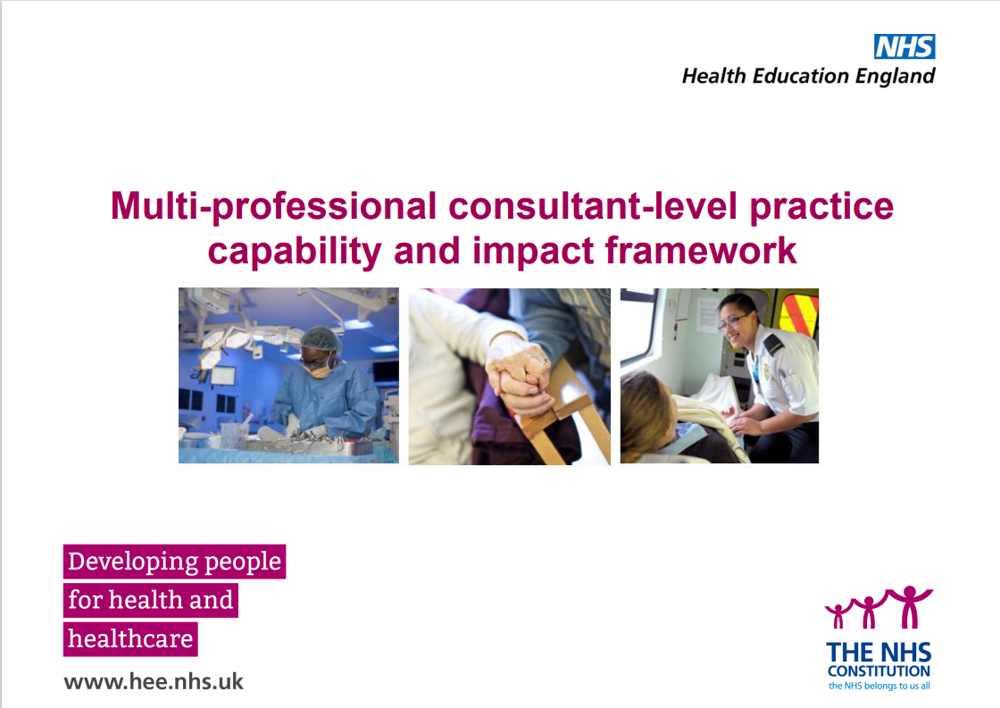 NHS
Health Education England
Multi-professional consultant-level practice
capability and impact framework
Developing people
for health and
healthcare
www.hee.nhs.uk
THE NHS
CONSTITUTION
the NHS belongs to us all